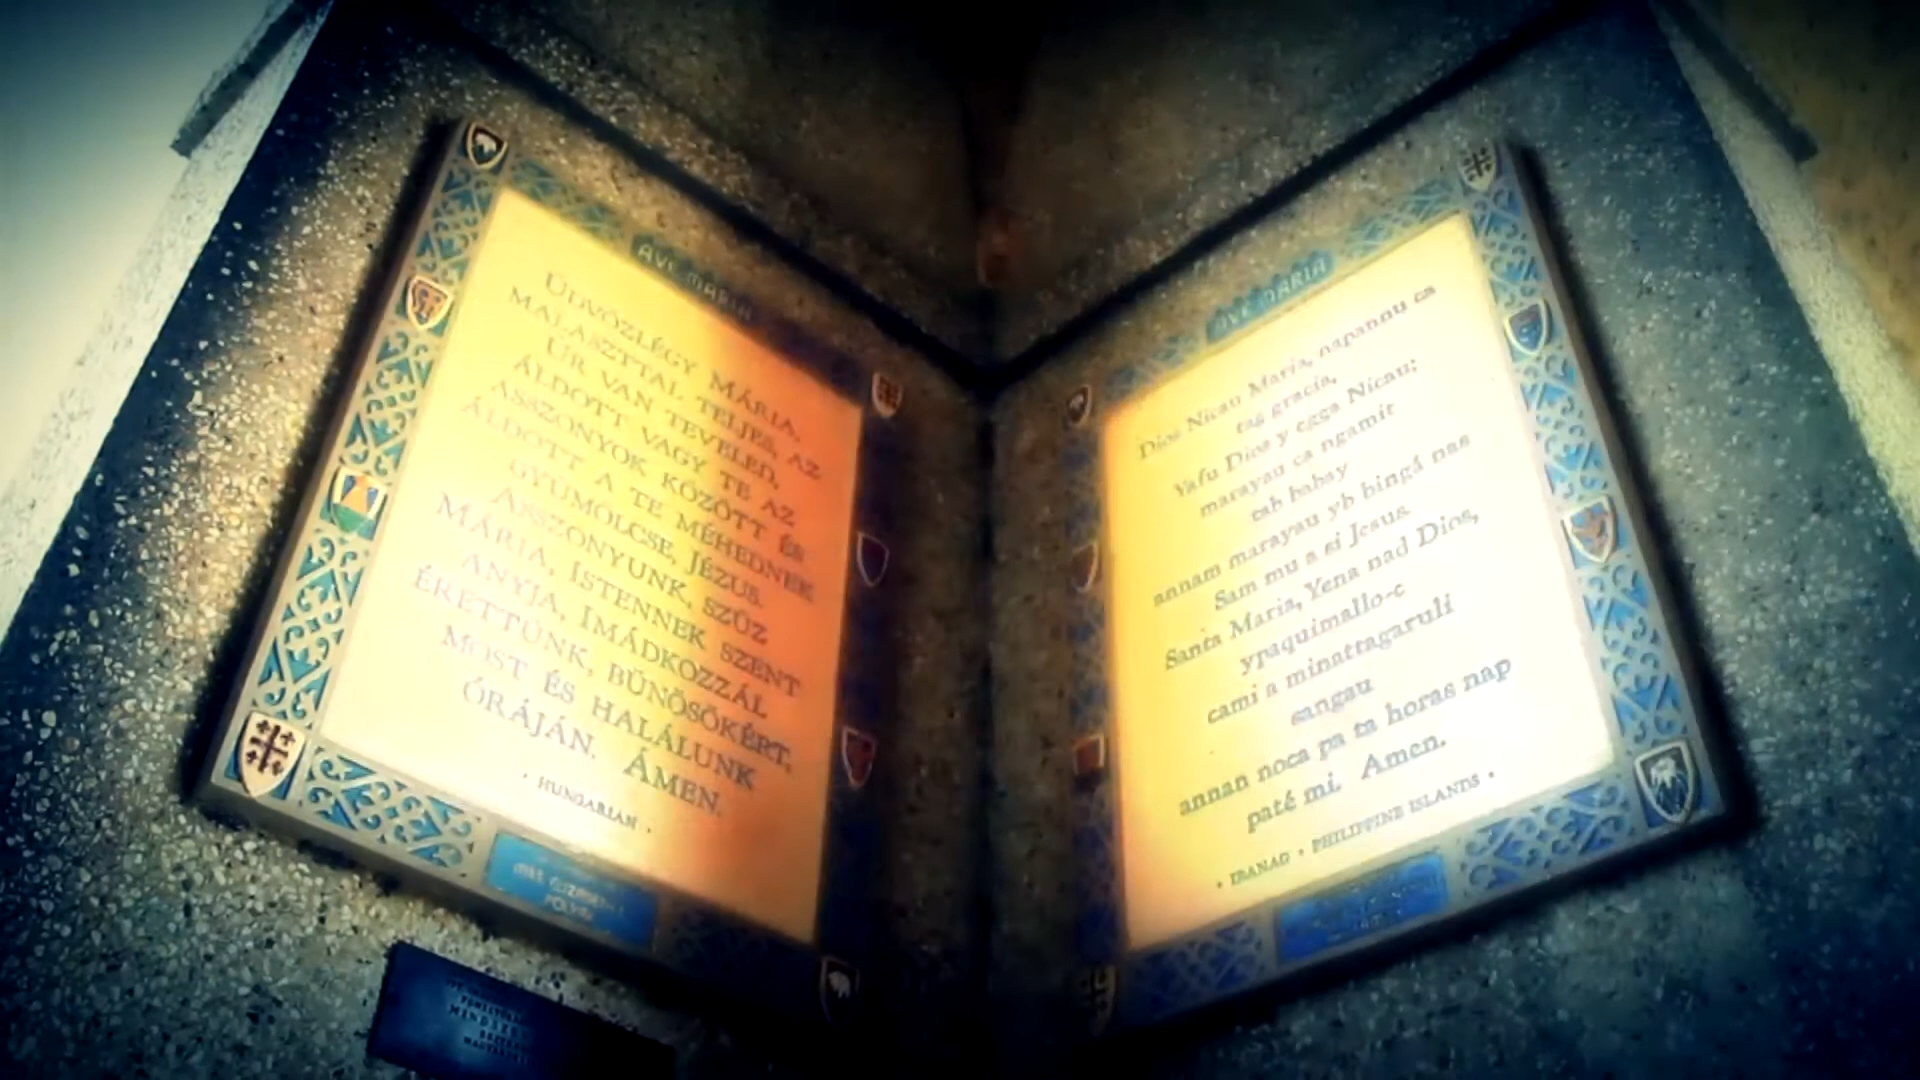 AVE MARIA
ÜDVÖZLÉGY MÁRIA,
MALASZTTAL TELJES, AZ
ÚR VAN TEVELED,
ÁLDOTT VAGY TE AZ
ASSZONYOK KÖZÖTT ÉS
ÁLDOTT A TE MÉHEDNEK
GYÜMÖLCSE, JÉZUS.
ASSZONYUNK, SZŰZ
MÁRIA, ISTENNEK SZENT
ANYJA, IMÁDKOZZÁL
ÉRETTÜNK, BŰNÖSÖKÉRT,
MOST ÉS HALÁLUNK
ÓRÁJÁN. ÁMEN.
· HUNGARIAN ·
AVE MARIA
Dios Nicau Maria, napannu ca
tag gracia,
Yafu Dios y egga Nicau;
marayau ca ngamit
tab babay
annam marayau yb bingá nas
Sam mu a si Jesus.
Santa Maria, Yena nad Dios,
ypaquimallo-c
cami a minattagaruli
sangau
annan noca pa ta horas nap
paté mi. Amen.
· IBANAG · PHILIPPINE ISLANDS ·